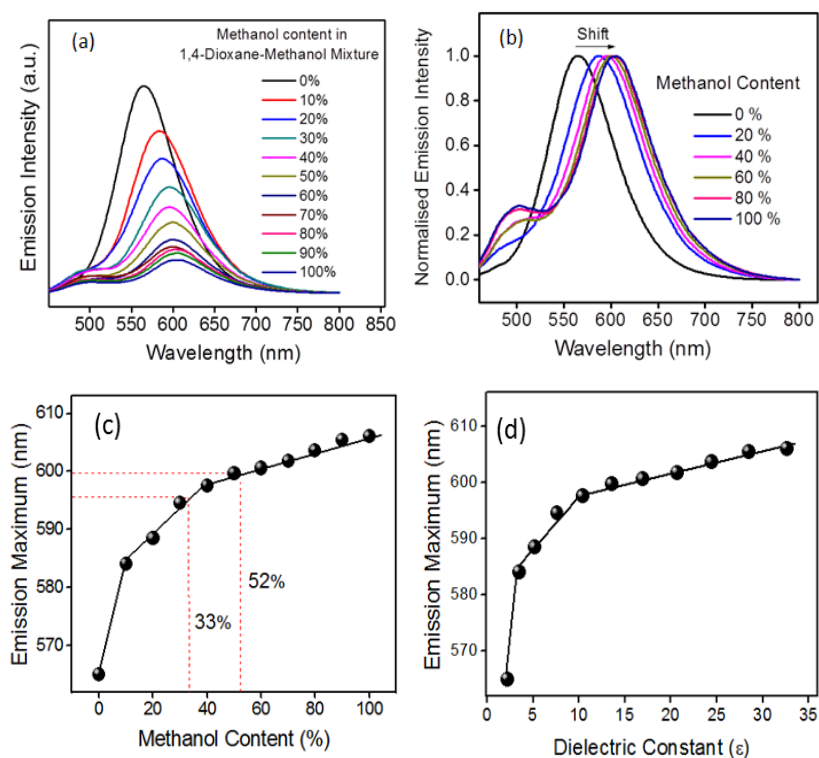 (a)
Methanol content in
1,4-Dioxane-Methanol Mixture
0%
10%
20%
30%
40%
50%
60%
70%
80%
90%
100%
Emission Intensity (a.u.)
500 550 600 650 700 750 800 850
Wavelength (nm)
(b)
Shift
Methanol Content
0 %
20 %
40 %
60 %
80 %
100 %
Normalised Emission Intensity
1.0
0.8
0.6
0.4
0.2
0.0
500 550 600 650 700 750 800
Wavelength (nm)
(c)
Emission Maximum (nm)
610
600
590
580
570
52%
33%
0 20 40 60 80 100
Methanol Content (%)
(d)
Emission Maximum (nm)
610
600
590
580
570
0 5 10 15 20 25 30 35
Dielectric Constant (ε)